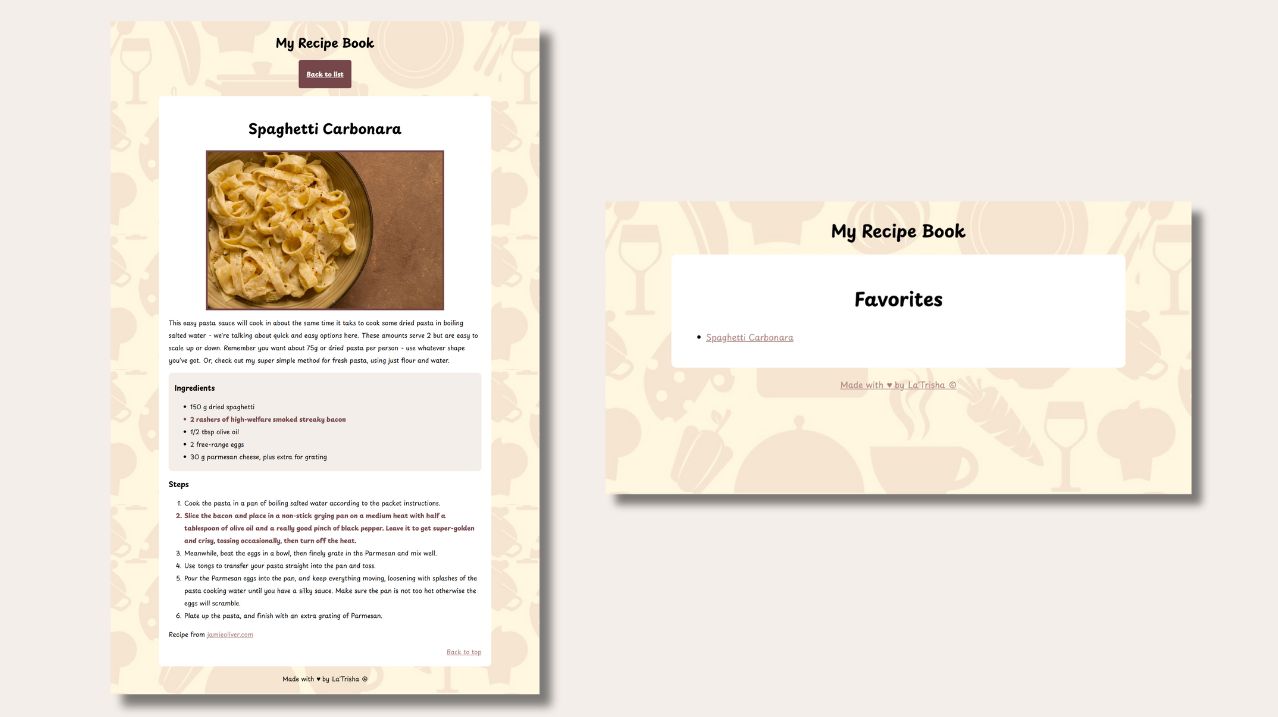 My Recipe Book
Back to list
Spaghetti Carbonara
This easy pasta sauce will cook in about the same time it taks to cook some dried pasta in boiling
salted water - we're talking about quick and easy options here. These amounts serve 2 but are easy to
scale up or down. Remember you want about 75g or dried pasta per person - use whatever shape
you've got. Or, check out my super simple method for fresh pasta, using just flour and water.
Ingredients
• 150 g dried spaghetti
• 2 rashers of high-welfare smoked streaky bacon
• 1/2 tbsp olive oil
• 2 free-range eggs
• 30 g parmesan cheese, plus extra for grating
Steps
1. Cook the pasta in a pan of boiling salted water according to the packet instructions.
2. Slice the bacon and place in a non-stick grying pan on a medium heat with half a
tablespoon of olive oil and a really good pinch of black pepper. Leave it to get super-golden
and crisy, tossing occasionally, then turn off the heat.
3. Meanwhile, beat the eggs in a bowl, then finely grate in the Parmesan and mix well.
4. Use tongs to transfer your pasta straight into the pan and toss.
5. Pour the Parmesan eggs into the pan, and keep everything moving, loosening with splashes of the
pasta cooking water until you have a silky sauce. Make sure the pan is not too hot otherwise the
eggs will scramble.
6. Plate up the pasta, and finish with an extra grating of Parmesan.
Recipe from jamieoliver.com
Back to top
Made with ♥ by La'Trisha ©
My Recipe Book
Favorites
• Spaghetti Carbonara
Made with ♥ by La'Trisha ©